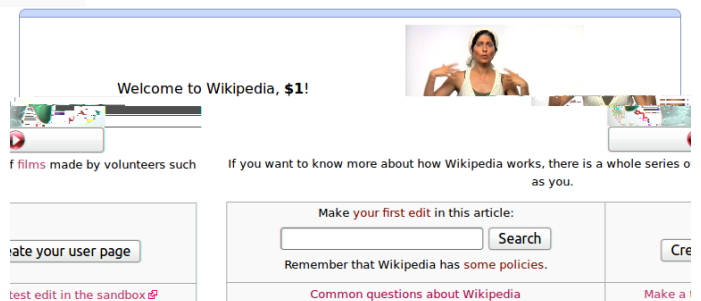 Welcome to Wikipedia, $1!
f films made by volunteers such
If you want to know more about how Wikipedia works, there is a whole series o
as you.
Make your first edit in this article:
eate your user page
Search
Cre
Remember that Wikipedia has some policies.
test edit in the sandbox
Common questions about Wikipedia
Make a t